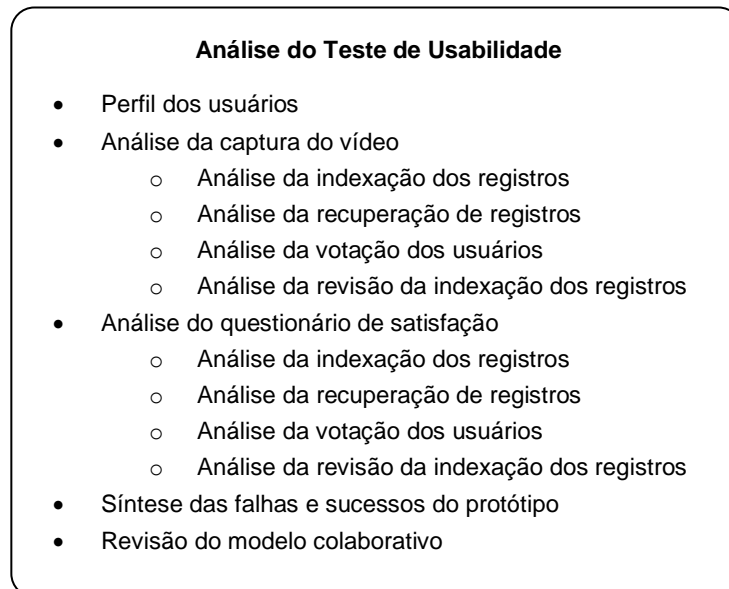 Análise do Teste de Usabilidade
• Perfil dos usuários
• Análise da captura do vídeo
o Análise da indexação dos registros
o Análise da recuperação de registros
o Análise da votação dos usuários
o Análise da revisão da indexação dos registros
• Análise do questionário de satisfação
o Análise da indexação dos registros
o Análise da recuperação de registros
o Análise da votação dos usuários
o Análise da revisão da indexação dos registros
• Síntese das falhas e sucessos do protótipo
• Revisão do modelo colaborativo